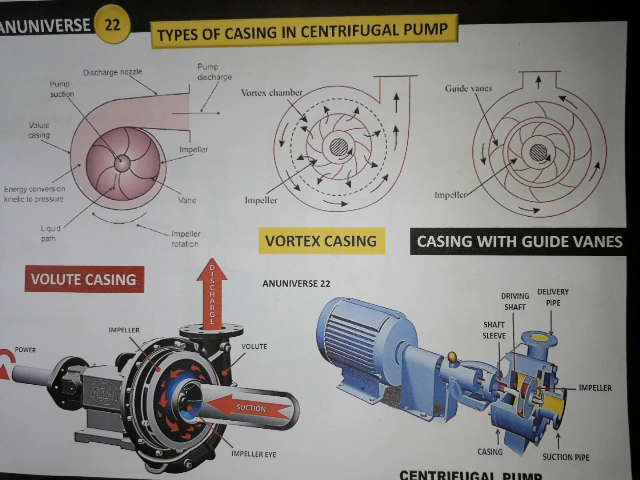 ANUNIVERSE 22
TYPES OF CASING IN CENTRIFUGAL PUMP
Pump
suction
Discharge nozzle
Pump
discharge
Volute
casing
Impeller
Energy conversion
kinetic to pressure
Vane
Liquid
path
Impeller
rotation
Vortex chamber
Impeller
Guide vanes
Impeller
VOLUTE CASING
VORTEX CASING
CASING WITH GUIDE VANES
ANUNIVERSE 22
POWER
IMPELLER
DISCHARGE
VOLUTE
SUCTION
IMPELLER EYE
DRIVING
SHAFT
DELIVERY
PIPE
SHAFT
SLEEVE
IMPELLER
CASING
SUCTION PIPE
CENTRIFUGAL PUMP